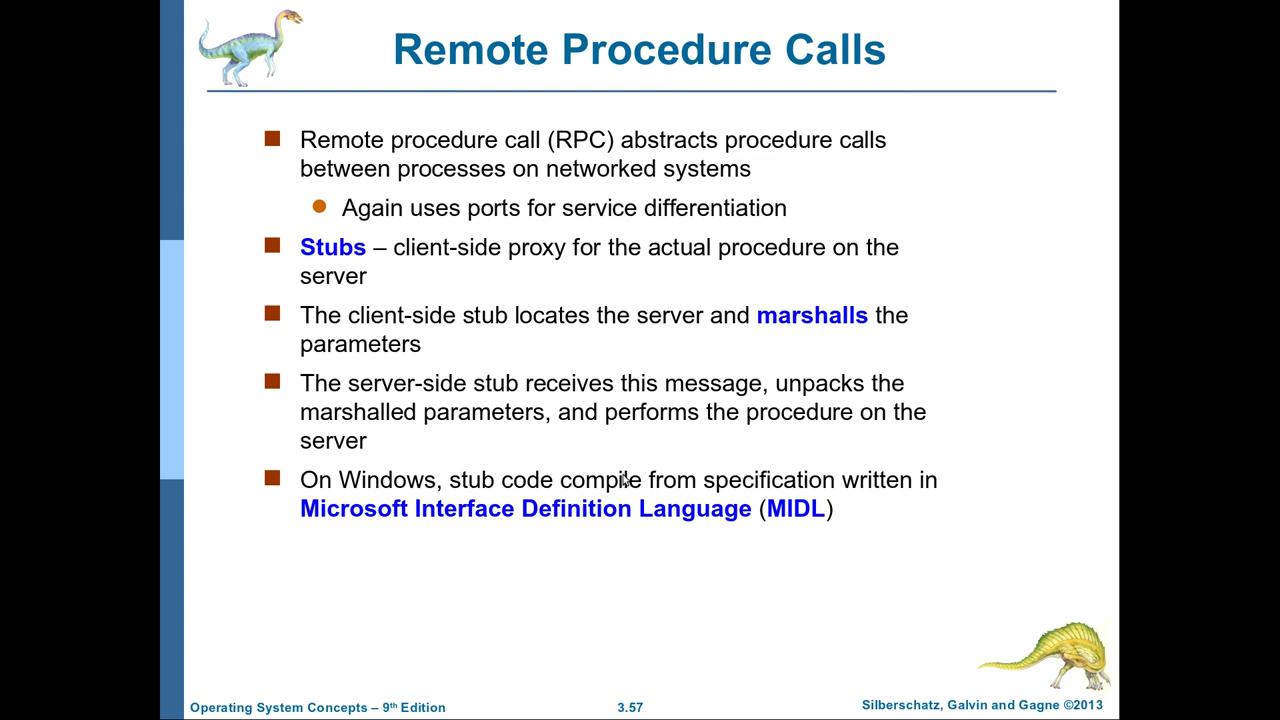 Remote Procedure Calls
Remote procedure call (RPC) abstracts procedure calls
between processes on networked systems
Again uses ports for service differentiation
Stubs – client-side proxy for the actual procedure on the
server
The client-side stub locates the server and marshalls the
parameters
The server-side stub receives this message, unpacks the
marshalled parameters, and performs the procedure on the
server
On Windows, stub code compile from specification written in
Microsoft Interface Definition Language (MIDL)
Operating System Concepts – 9th Edition
3.57
Silberschatz, Galvin and Gagne ©2013